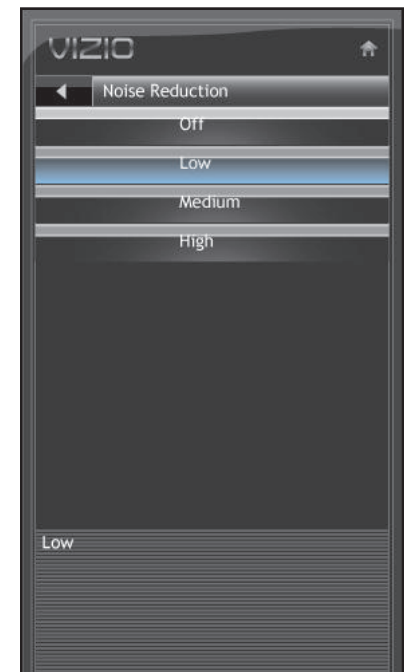 VIZIO
Noise Reduction
Off
Low
Medium
High
Low